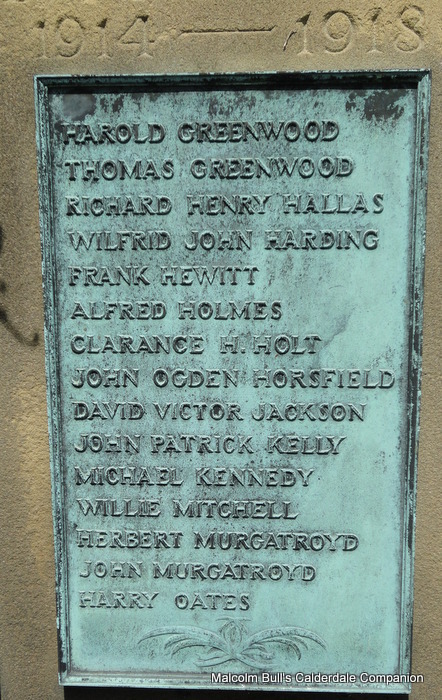 1914 — 1918
HAROLD GREENWOOD
THOMAS GREENWOOD
RICHARD HENRY HALLAS
WILFRID JOHN HARDING
FRANK HEWITT
ALFRED HOLMES
CLARANCE H. HOLT
JOHN OGDEN HORSFIELD
DAVID VICTOR JACKSON
JOHN PATRICK KELLY
MICHAEL KENNEDY
WILLIE MITCHELL
HERBERT MURGATROYD
JOHN MURGATROYD
HARRY OATES
Malcolm Bull's Calderdale Companion